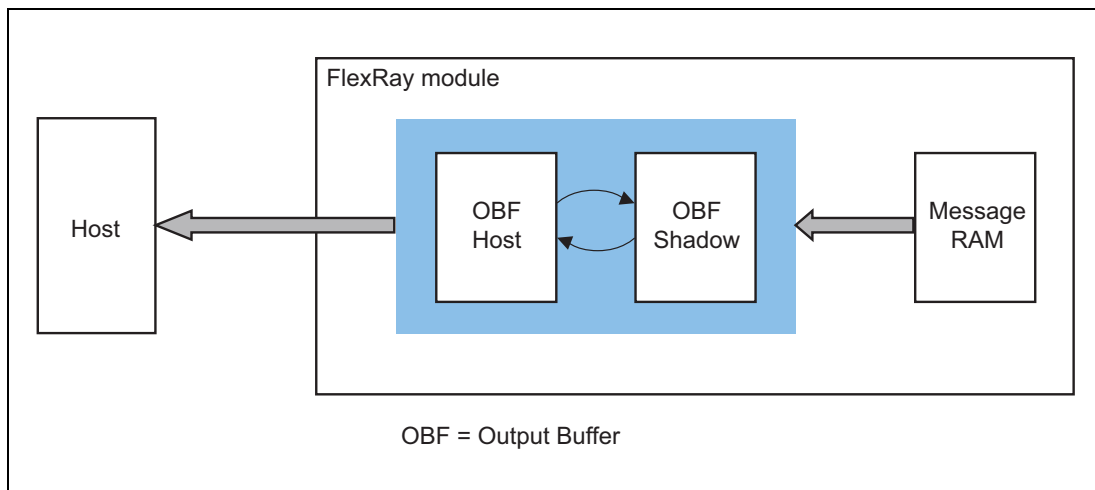 FlexRay module
Host
OBF
Host
OBF
Shadow
Message
RAM
OBF = Output Buffer